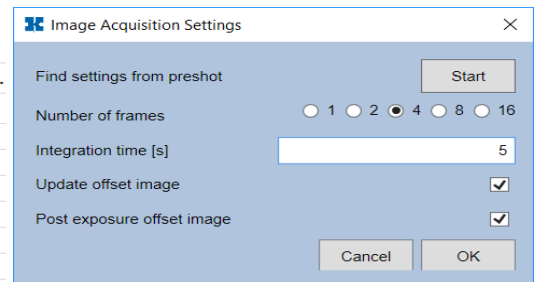 Image Acquisition Settings
Find settings from preshot Start
Number of frames 1 2 4 8 16
Integration time [s] 5
Update offset image
Post exposure offset image
Cancel OK